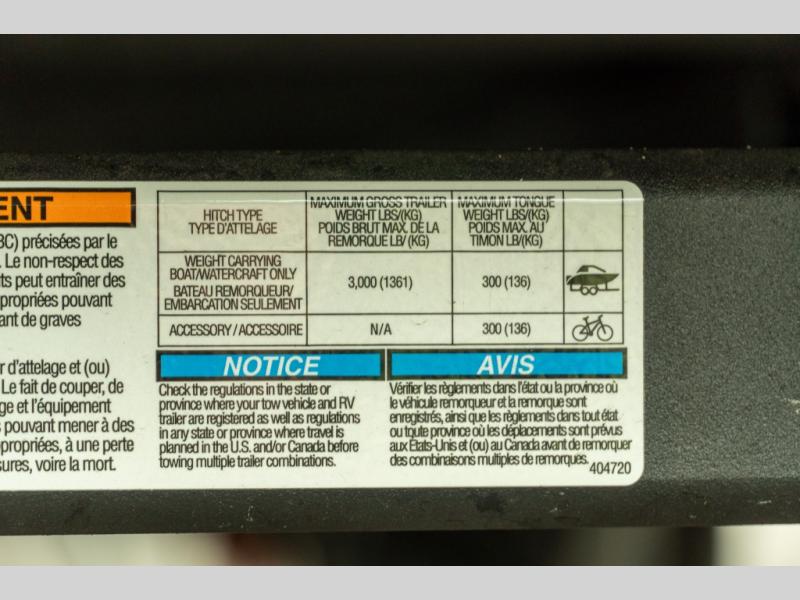 ENT
BC) précisées par le
. Le non-respect des
ts peut entraîner des
propriées pouvant
ant de graves
r d'attelage et (ou)
Le fait de couper, de
ge et l'équipement
s pouvant mener à des
propriées, à une perte
sures, voire la mort.
HITCH TYPE
TYPE D'ATTELAGE
MAXIMUM GROSS TRAILER
WEIGHT LBS/(KG)
POIDS BRUT MAX. DE LA
REMORQUE LB/ (KG)
MAXIMUM TONGUE
WEIGHT LBS/(KG)
POIDS MAX. AU
TIMON LB/(KG)
WEIGHT CARRYING
BOAT/WATERCRAFT ONLY
BATEAU REMORQUEUR/
EMBARCATION SEULEMENT
3,000 (1361)
300 (136)
ACCESSORY / ACCESSOIRE
N/A
300 (136)
NOTICE
Check the regulations in the state or
province where your tow vehicle and RV
trailer are registered as well as regulations
in any state or province where travel is
planned in the U.S. and/or Canada before
towing multiple trailer combinations.
AVIS
Vérifier les règlements dans l'état ou la province où
le véhicule remorqueur et la remorque sont
enregistrés, ainsi que les règlements dans tout état
ou toute province où les déplacements sont prévus
aux États-Unis et (ou) au Canada avant de remorquer
des combinaisons multiples de remorques.
404720